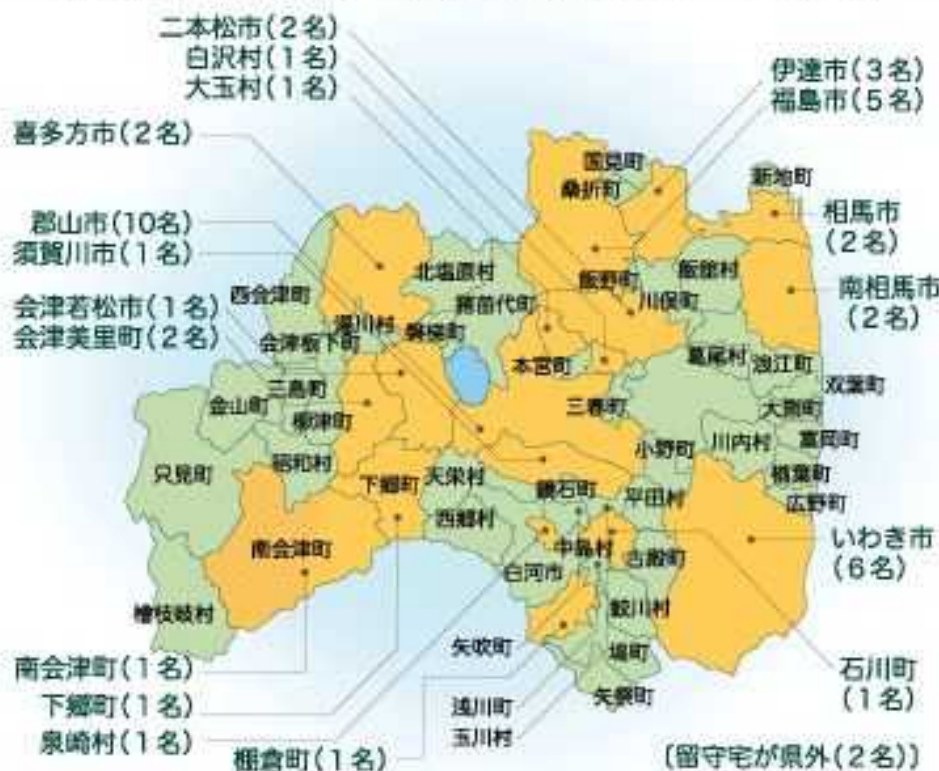 二本松市(2名)
白沢村(1名)
大玉村(1名)
伊達市(3名)
福島市(5名)
喜多方市(2名)
国見町
桑折町
新地町
郡山市(10名)
須賀川市(1名)
相馬市
(2名)
北塩原村
飯野町
飯舘村
西会津町
猪苗代町
川俣町
南相馬市
(2名)
会津若松市(1名)
会津美里町(2名)
湯川村
磐梯町
会津坂下町
本宮町
葛尾村
浪江町
双葉町
三島町
金山町
柳津町
三春町
大熊町
小野町
川内村
富岡町
只見町
昭和村
下郷町
天栄村
鏡石町
平田村
楢葉町
広野町
西郷村
南会津町
中島村
古殿町
いわき市
(6名)
白河市
檜枝岐村
鮫川村
矢吹町
塙町
南会津町(1名)
下郷町(1名)
泉崎村(1名)
棚倉町(1名)
浅川町
玉川村
矢祭町
石川町
(1名)
〔留守宅が県外(2名)〕